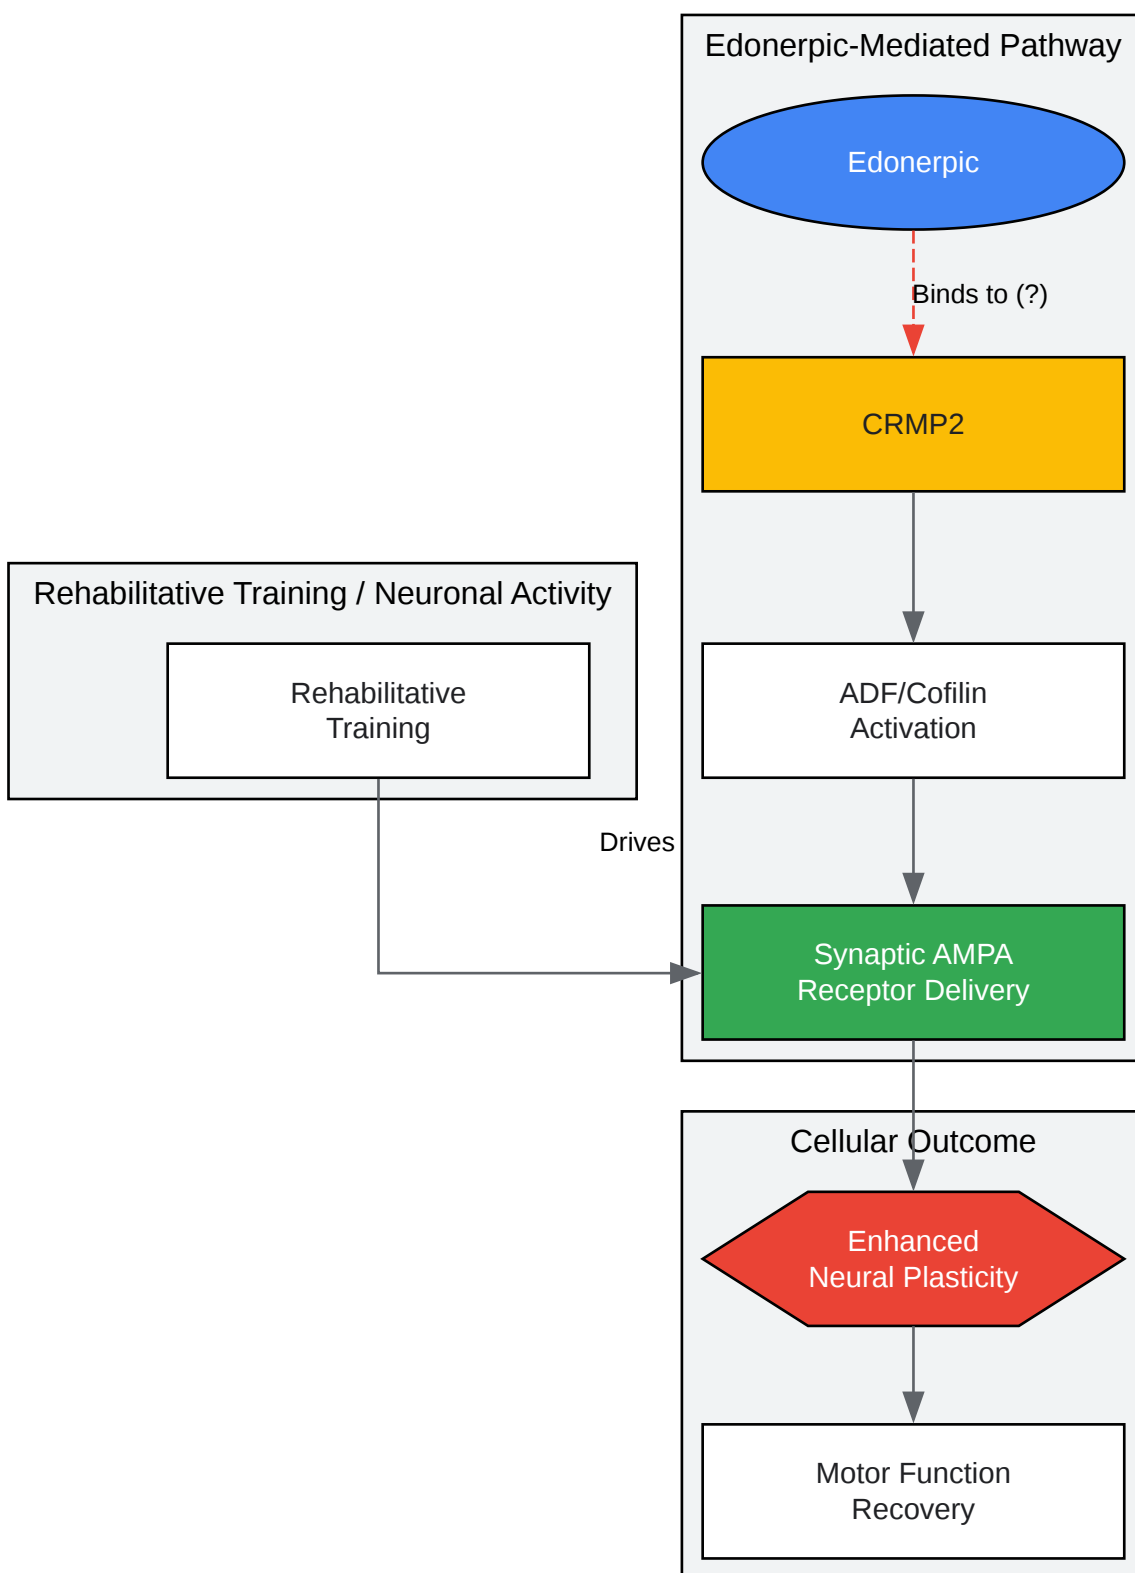 Edonerpic-Mediated Pathway
Edonerpic
Binds to (?)
CRMP2
Rehabilitative Training / Neuronal Activity
Rehabilitative
Training
ADF/Cofilin
Activation
Drives
Synaptic AMPA
Receptor Delivery
Cellular Outcome
Enhanced
Neural Plasticity
Motor Function
Recovery